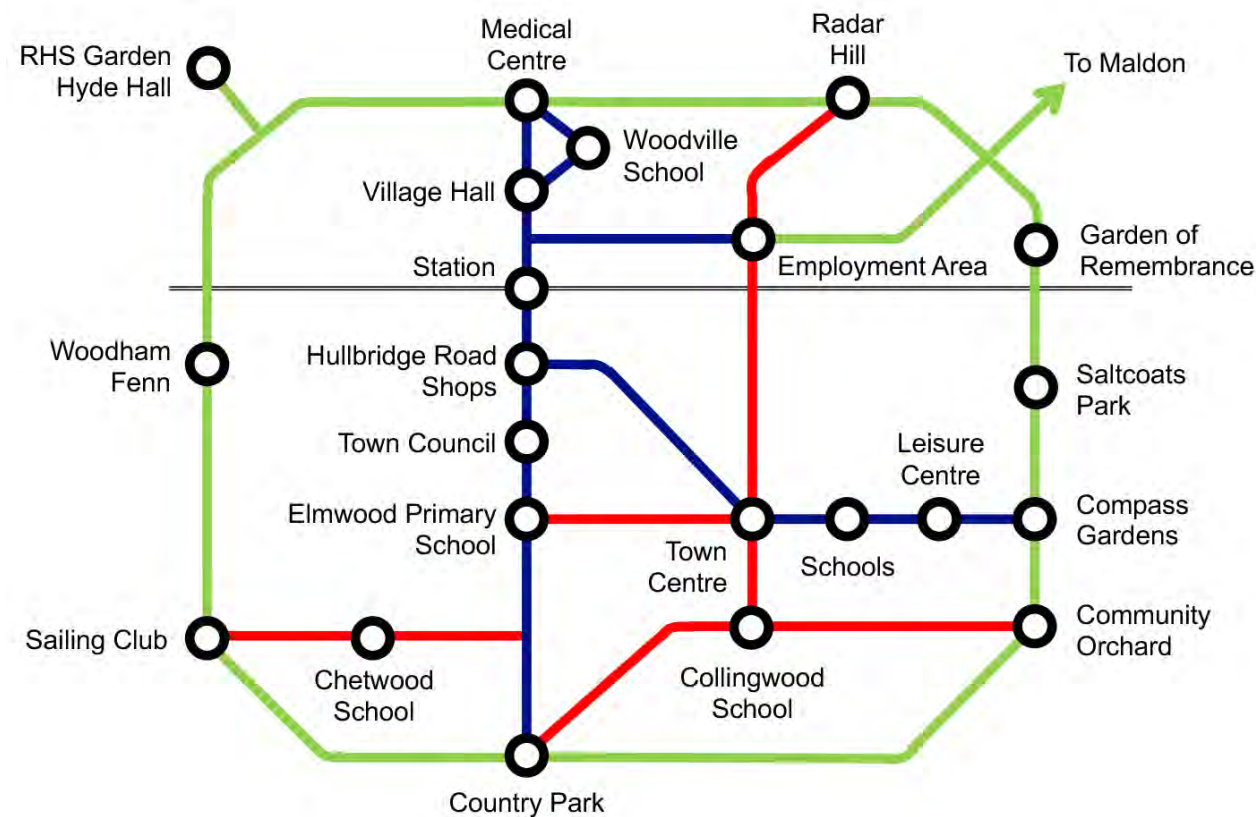 Medical
Centre
Radar
Hill
RHS Garden
Hyde Hall
To Maldon
Woodville
School
Village Hall
Station
Employment Area
Garden of
Remembrance
Woodham
Fenn
Hullbridge Road
Shops
Saltcoats
Park
Town Council
Leisure
Centre
Elmwood Primary
School
Town
Centre
Schools
Compass
Gardens
Sailing Club
Chetwood
School
Collingwood
School
Community
Orchard
Country Park